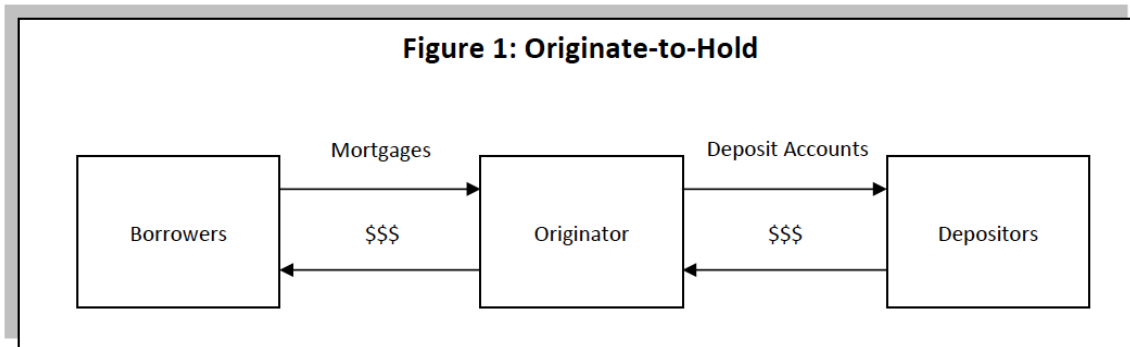 Figure 1: Originate-to-Hold
Mortgages
Deposit Accounts
Borrowers
$$$
Originator
$$$
Depositors